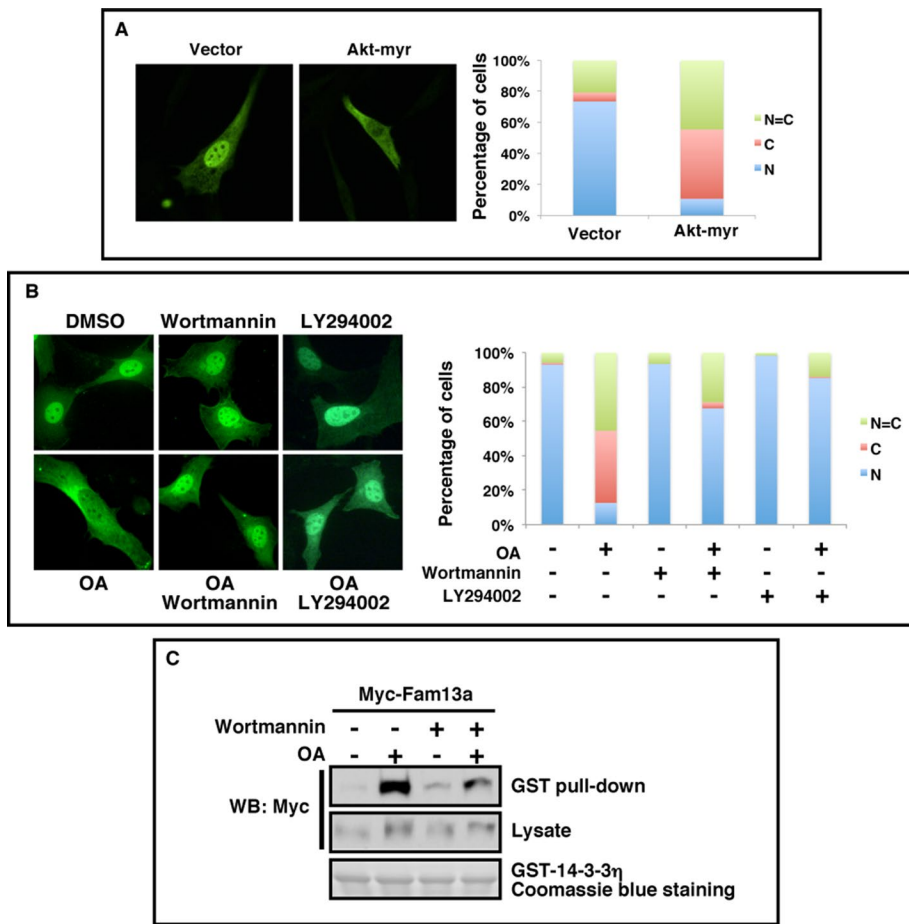 A
Vector Akt-myr
Percentage of cells
100%
80%
60%
40%
20%
0%
N=C
C
N
Vector Akt-myr
B
DMSO Wortmannin LY294002
OA OA OA
Wortmannin LY294002
Percentage of cells
100%
80%
60%
40%
20%
0%
N=C
C
N
OA - + - + - +
Wortmannin - - + + - -
LY294002 - - - - + +
C
Myc-Fam13a
Wortmannin - - + +
OA - + - +
WB: Myc
GST pull-down
Lysate
GST-14-3-3η
Coomassie blue staining